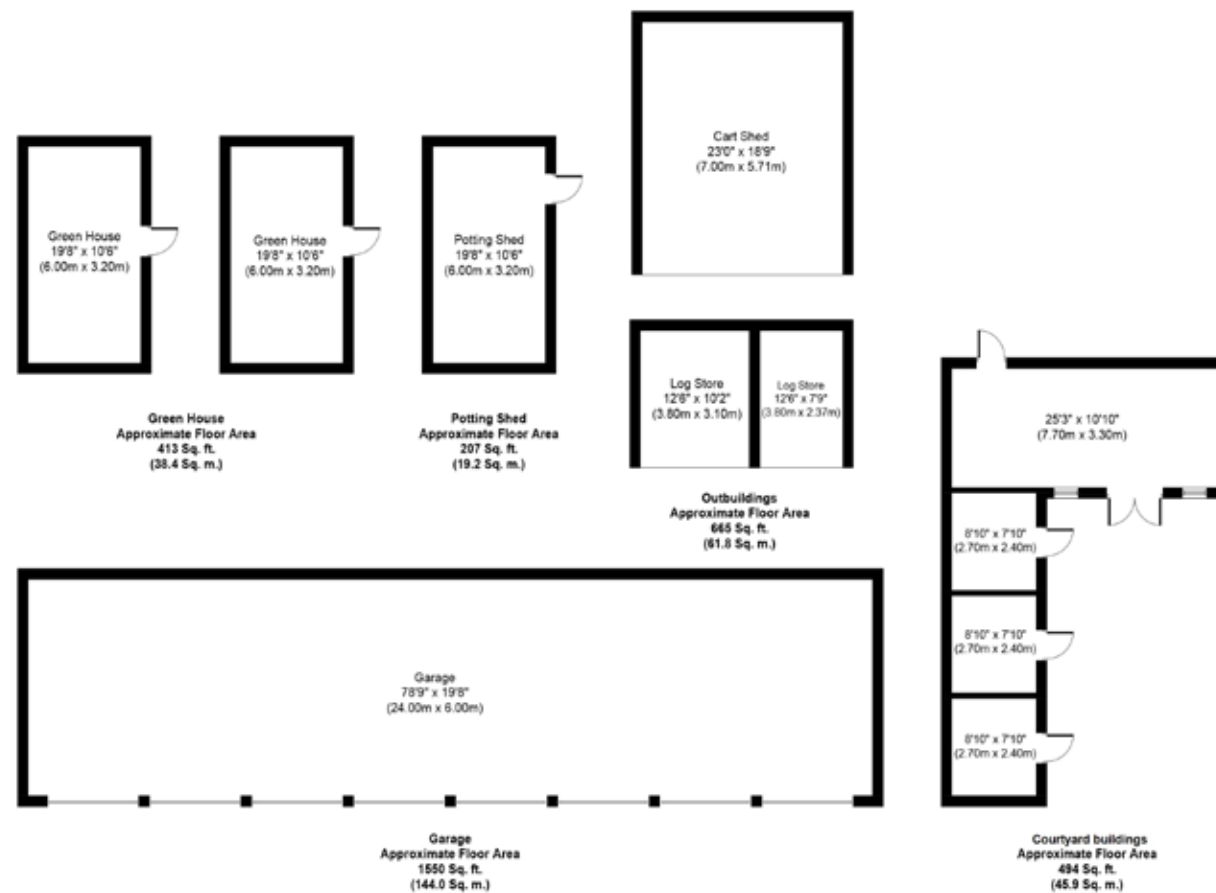 Cart Shed
23'0" x 18'9"
(7.00m x 5.71m)
Green House
19'8" x 10'6"
(6.00m x 3.20m)
Green House
19'8" x 10'6"
(6.00m x 3.20m)
Potting Shed
19'8" x 10'6"
(6.00m x 3.20m)
Log Store
12'6" x 10'2"
(3.80m x 3.10m)
Log Store
12'6" x 7'9"
(3.80m x 2.37m)
Green House
Approximate Floor Area
413 Sq. ft.
(38.4 Sq. m.)
Potting Shed
Approximate Floor Area
207 Sq. ft.
(19.2 Sq. m.)
Outbuildings
Approximate Floor Area
665 Sq. ft.
(61.8 Sq. m.)
25'3" x 10'10"
(7.70m x 3.30m)
8'10" x 7'10"
(2.70m x 2.40m)
8'10" x 7'10"
(2.70m x 2.40m)
8'10" x 7'10"
(2.70m x 2.40m)
Garage
78'9" x 19'8"
(24.00m x 6.00m)
Garage
Approximate Floor Area
1550 Sq. ft.
(144.0 Sq. m.)
Courtyard buildings
Approximate Floor Area
494 Sq. ft.
(45.9 Sq. m.)